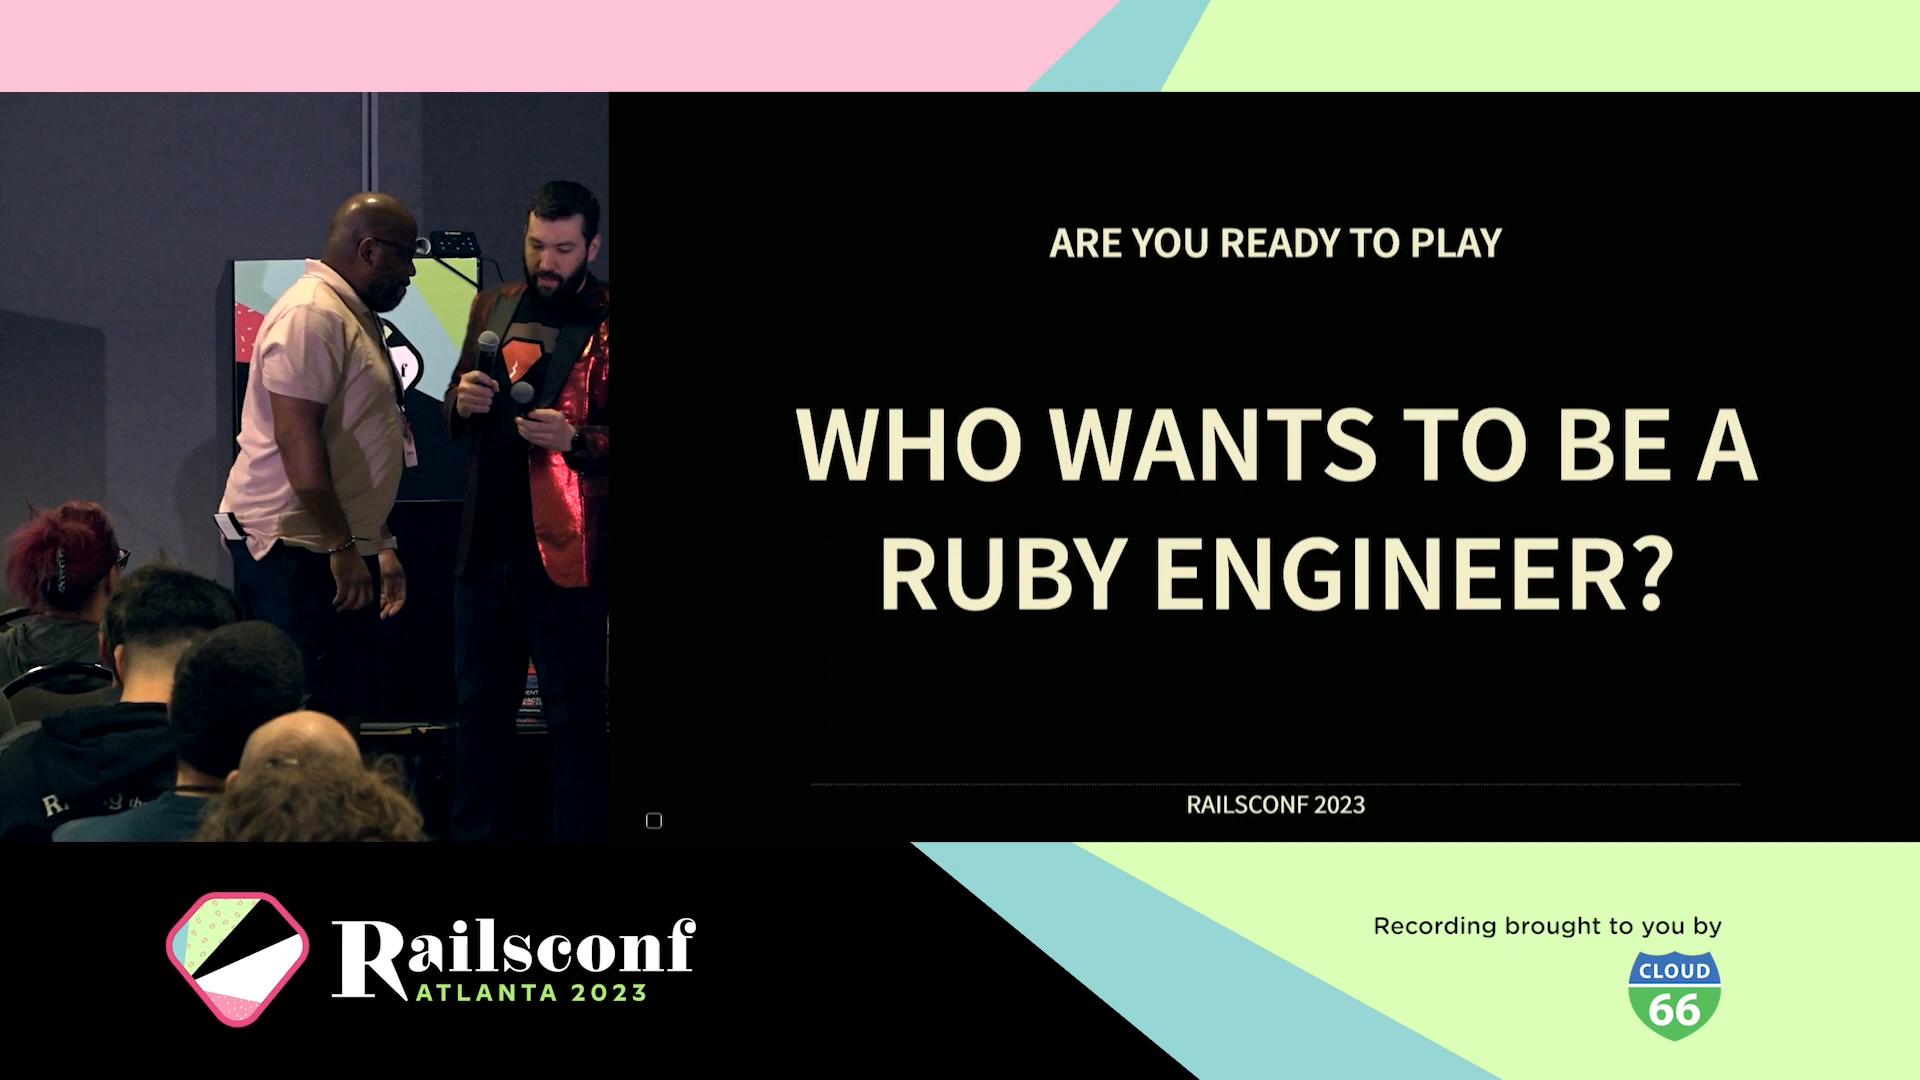 ARE YOU READY TO PLAY
WHO WANTS TO BE A
RUBY ENGINEER?
RAILSCONF 2023
Railsconf
ATLANTA 2023
Recording brought to you by
CLOUD
66